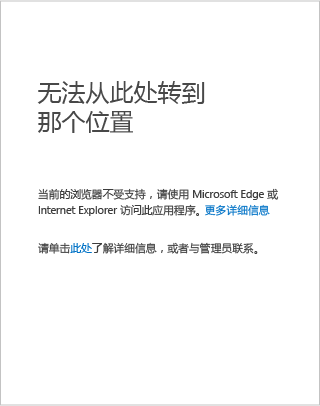 无法从此处转到
那个位置
当前的浏览器不受支持，请使用 Microsoft Edge 或
Internet Explorer 访问此应用程序。更多详细信息
请单击此处了解详细信息，或者与管理员联系。